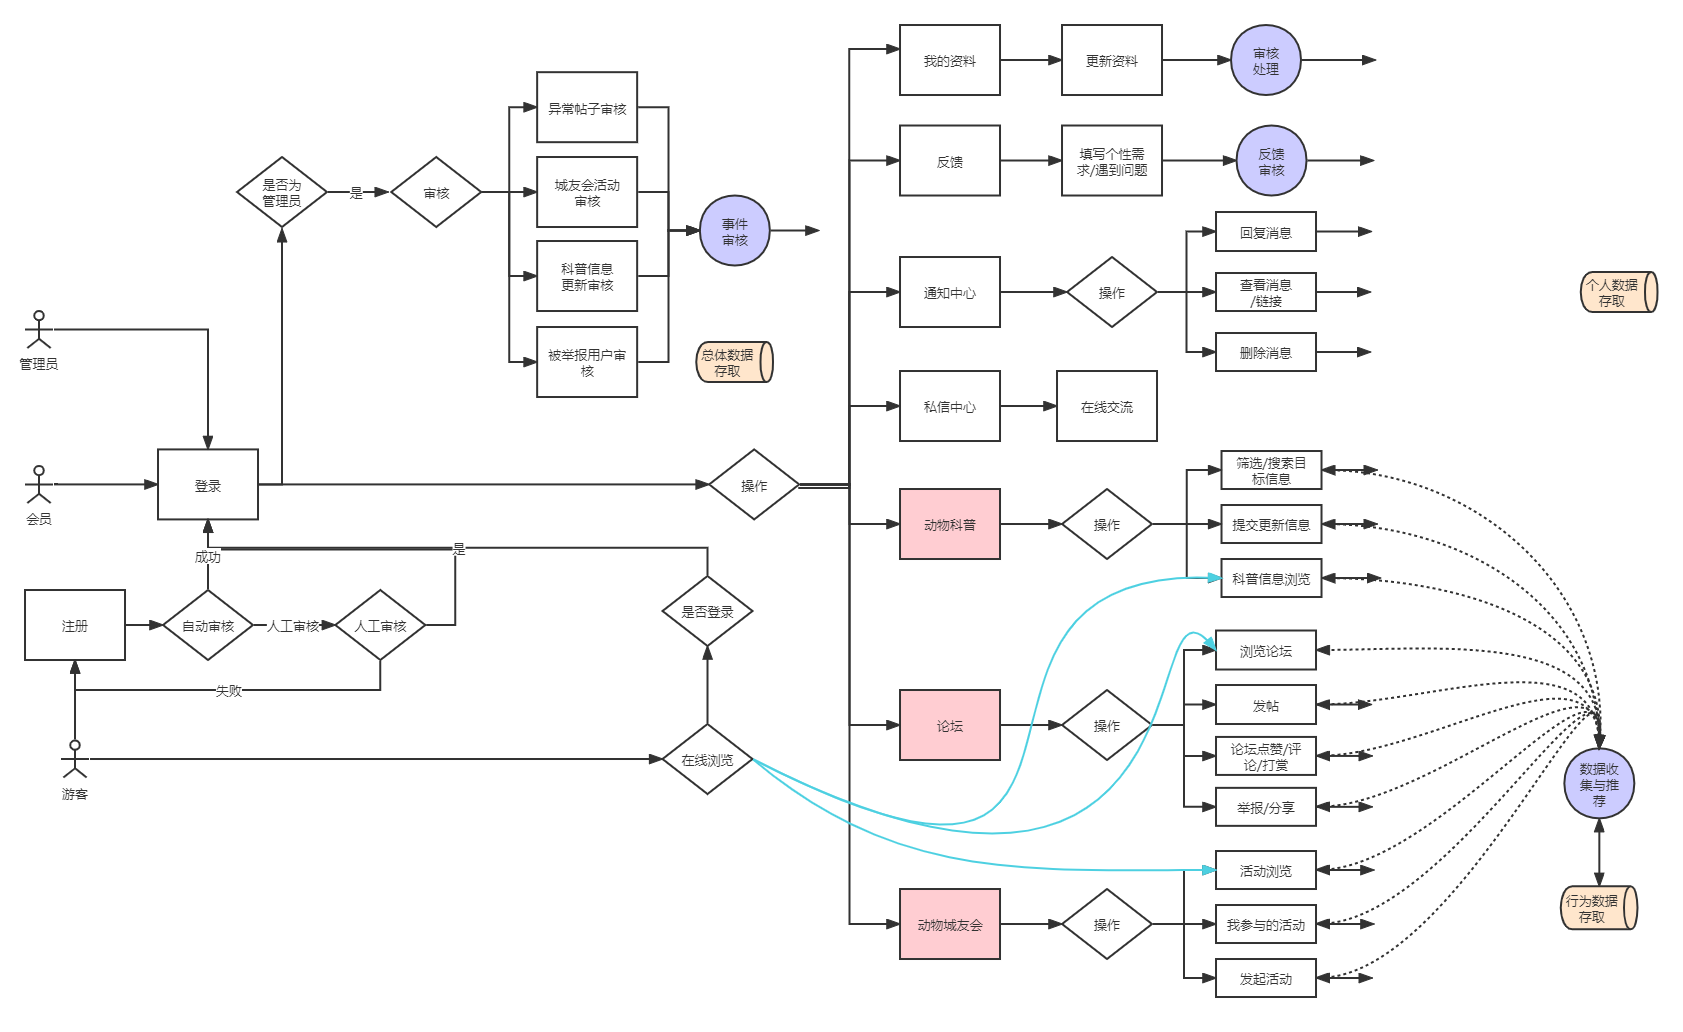 我的资料
更新资料
审核
处理
异常帖子审核
反馈
填写个性需
求/遇到问题
反馈
审核
是否为
管理员
是
审核
城友会活动
审核
事件
审核
科普信息
更新审核
通知中心
操作
回复消息
查看消息
/链接
删除消息
个人数据
存取
管理员
被举报用户审
核
总体数据
存取
私信中心
在线交流
会员
登录
操作
动物科普
操作
筛选/搜索目
标信息
提交更新信息
科普信息浏览
成功
是
注册
自动审核
人工审核
人工审核
是否登录
失败
游客
在线浏览
论坛
操作
浏览论坛
发帖
论坛点赞/评
论/打赏
举报/分享
数据收
集与推
荐
动物城友会
操作
活动浏览
我参与的活动
发起活动
行为数据
存取